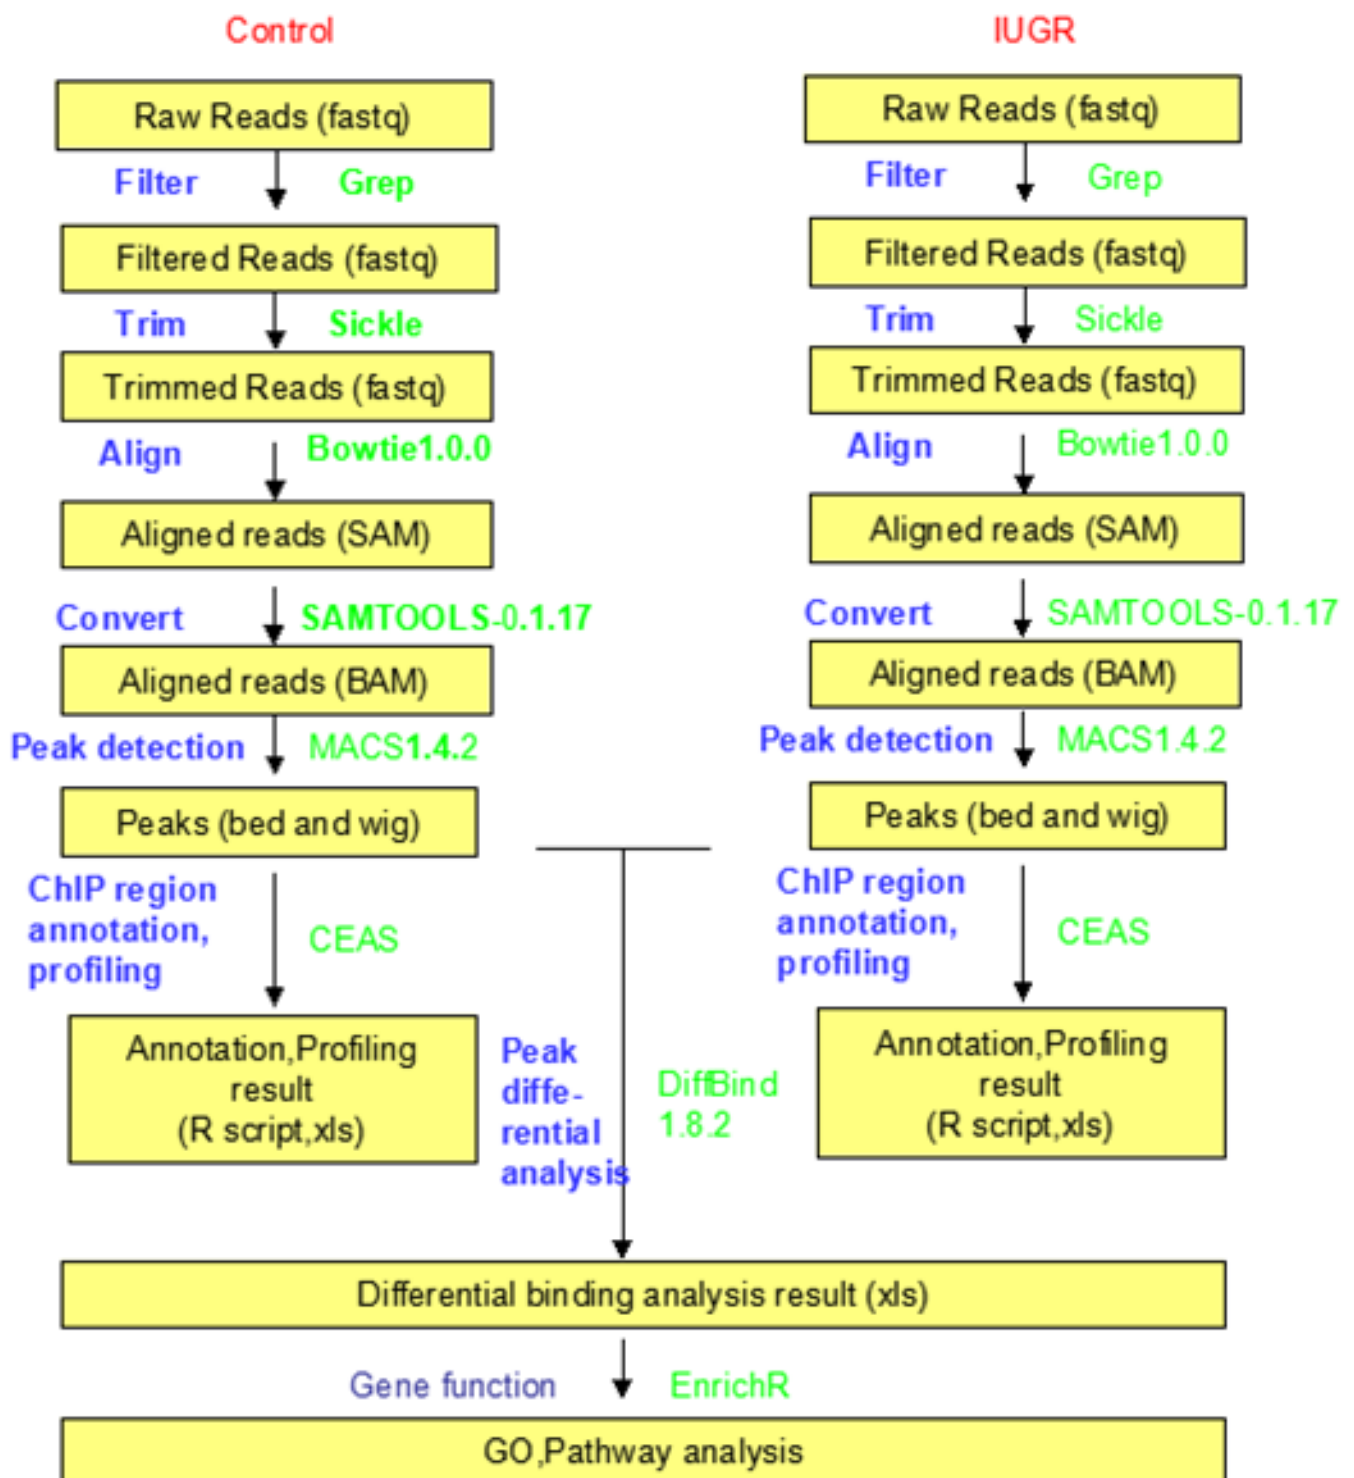 Control
Raw Reads (fastq)
Filter
Grep
Filtered Reads (fastq)
Trim
Sickle
Trimmed Reads (fastq)
Align
Bowtie1.0.0
Aligned reads (SAM)
Convert
SAMTOOLS-0.1.17
Aligned reads (BAM)
Peak detection
MACS1.4.2
Peaks (bed and wig)
ChIP region
annotation,
profiling
CEAS
Annotation,Profiling
result
(R script,xls)
IUGR
Raw Reads (fastq)
Filter
Grep
Filtered Reads (fastq)
Trim
Sickle
Trimmed Reads (fastq)
Align
Bowtie1.0.0
Aligned reads (SAM)
Convert
SAMTOOLS-0.1.17
Aligned reads (BAM)
Peak detection
MACS1.4.2
Peaks (bed and wig)
ChIP region
annotation,
profiling
CEAS
Annotation,Profiling
result
(R script,xls)
Peak
diffe-
rential
analysis
DiffBind
1.8.2
Differential binding analysis result (xls)
Gene function
EnrichR
GO,Pathway analysis